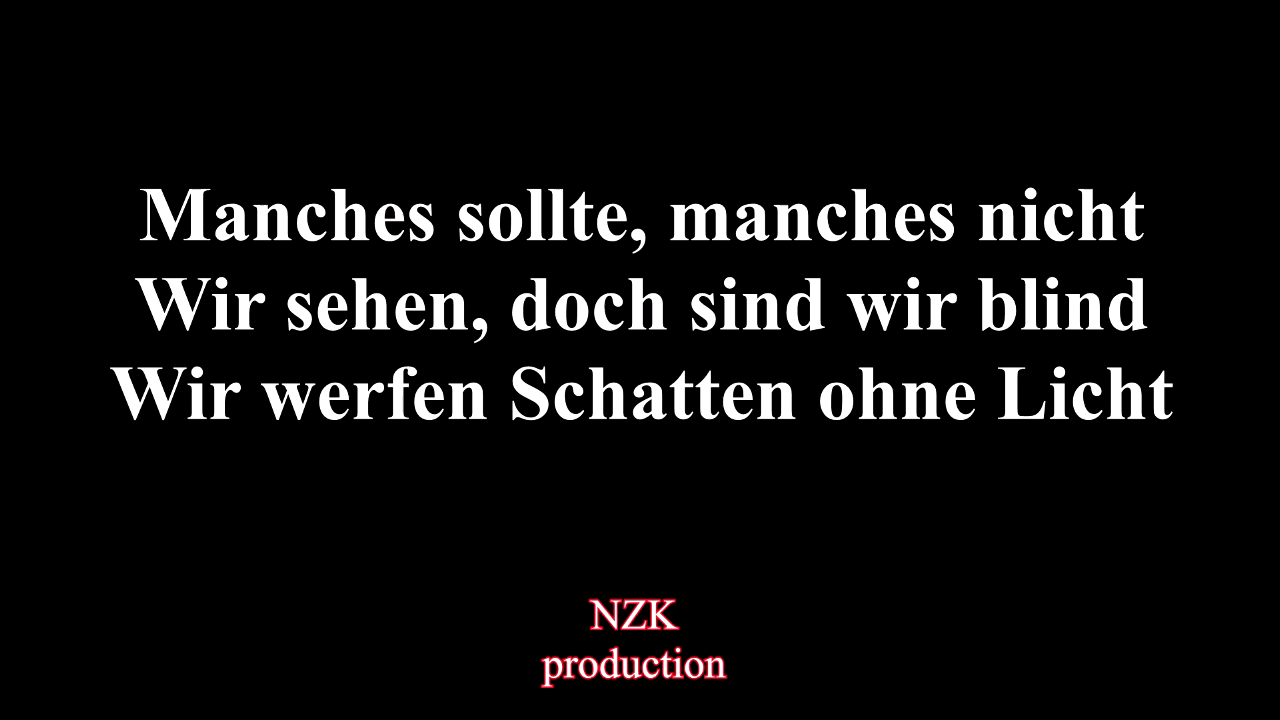 Manches sollte, manches nicht
Wir sehen, doch sind wir blind
Wir werfen Schatten ohne Licht
NZK
production